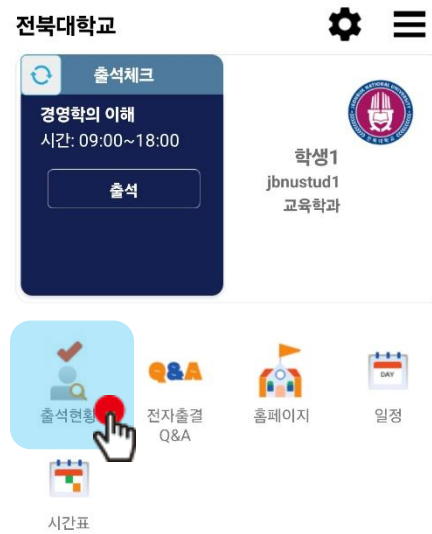 전북대학교
출석체크
경영학의 이해
시간: 09:00~18:00
출석
학생1
jbnustud1
교육학과
출석현황
Q&A
전자출결
Q&A
홈페이지
DAY
일정
시간표